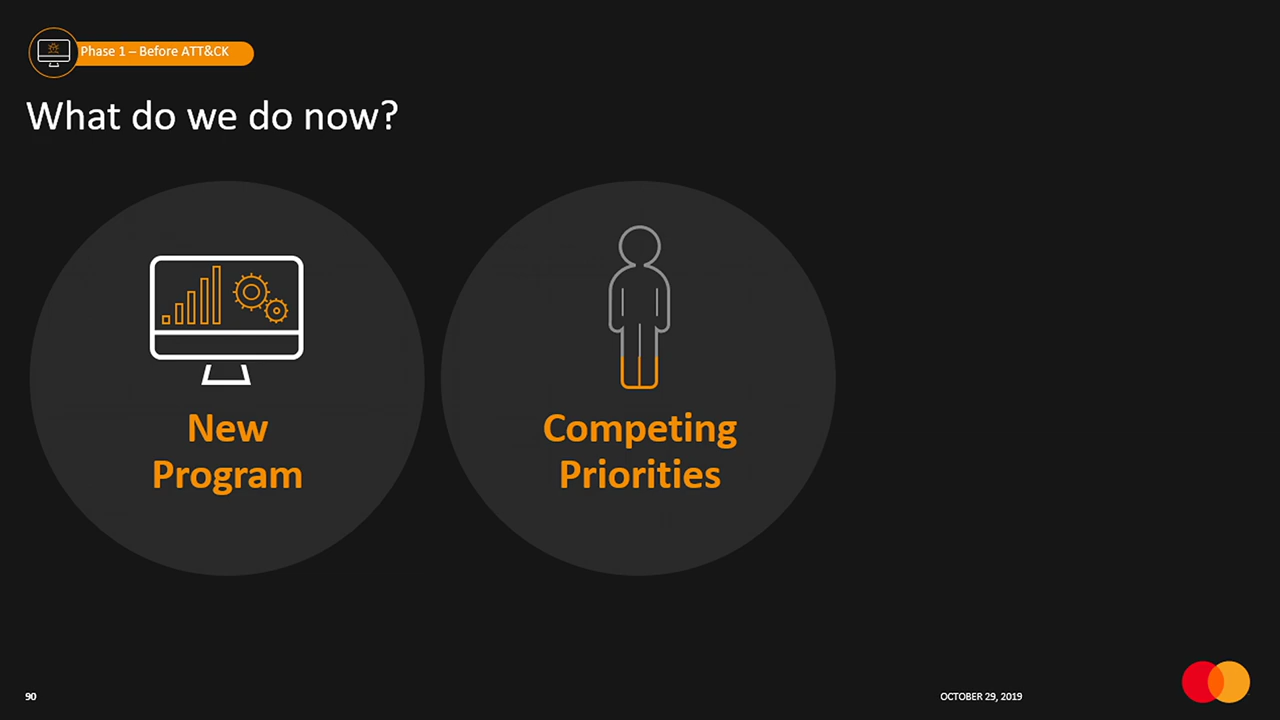 Phase 1 – Before ATT&CK
What do we do now?
New
Program
Competing
Priorities
90
OCTOBER 29, 2019